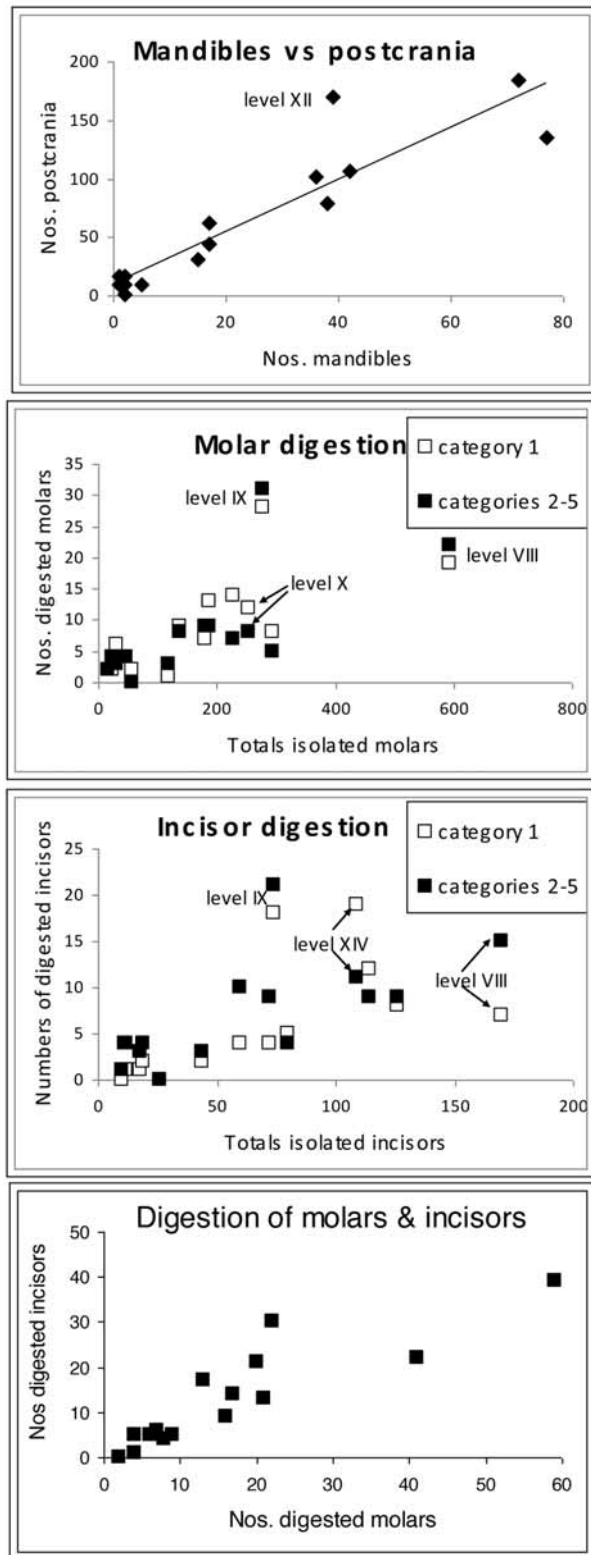 Mandibles vs postcrania
200
level XII
150
Nos. postcrania
100
50
0
0 20 40 60 80
Nos. mandibles
Molar digestion
category 1
categories 2-5
35
30
level IX
25
Nos. digested molars
20
level VIII
15
level X
10
5
0
0 200 400 600 800
Totals isolated molars
Incisor digestion
category 1
categories 2-5
25
20
level IX
Numbers of digested incisors
15
level XIV
level VIII
10
5
0
0 50 100 150 200
Totals isolated incisors
Digestion of molars & incisors
50
40
Nos digested incisors
30
20
10
0
0 10 20 30 40 50 60
Nos. digested molars